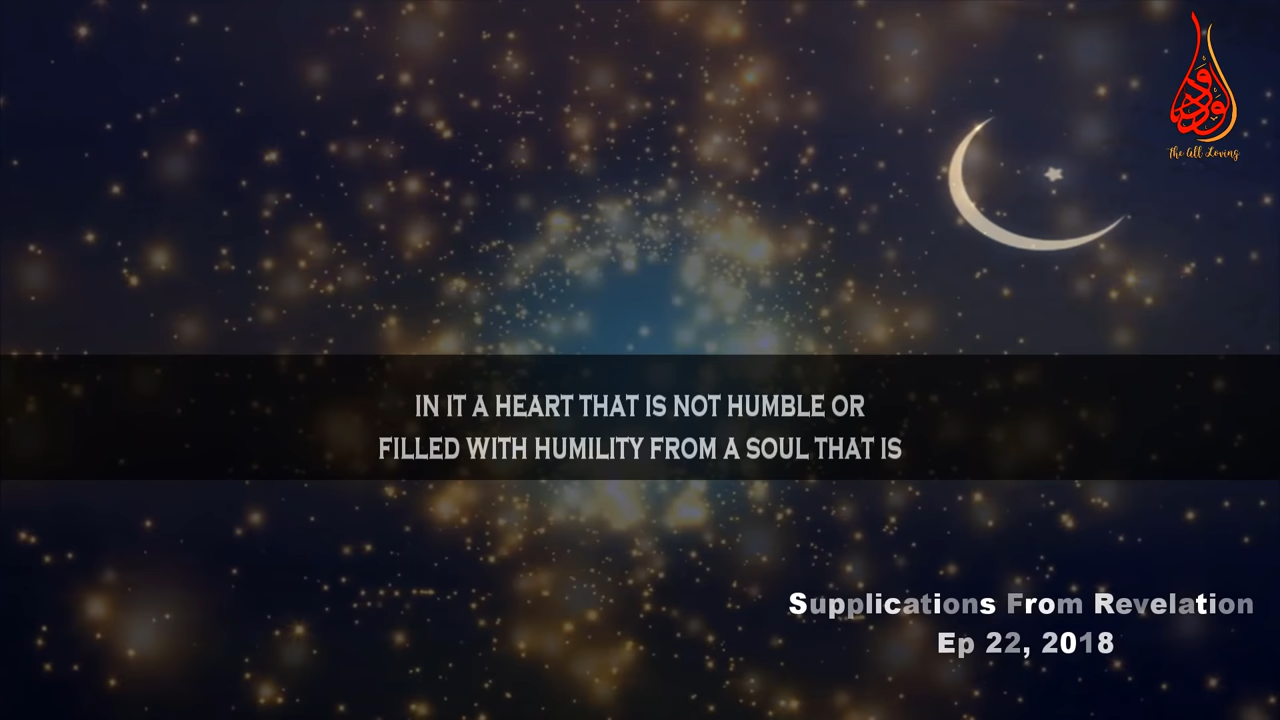 الودود
The All Loving
IN IT A HEART THAT IS NOT HUMBLE OR
FILLED WITH HUMILITY FROM A SOUL THAT IS
Supplications From Revelation
Ep 22, 2018